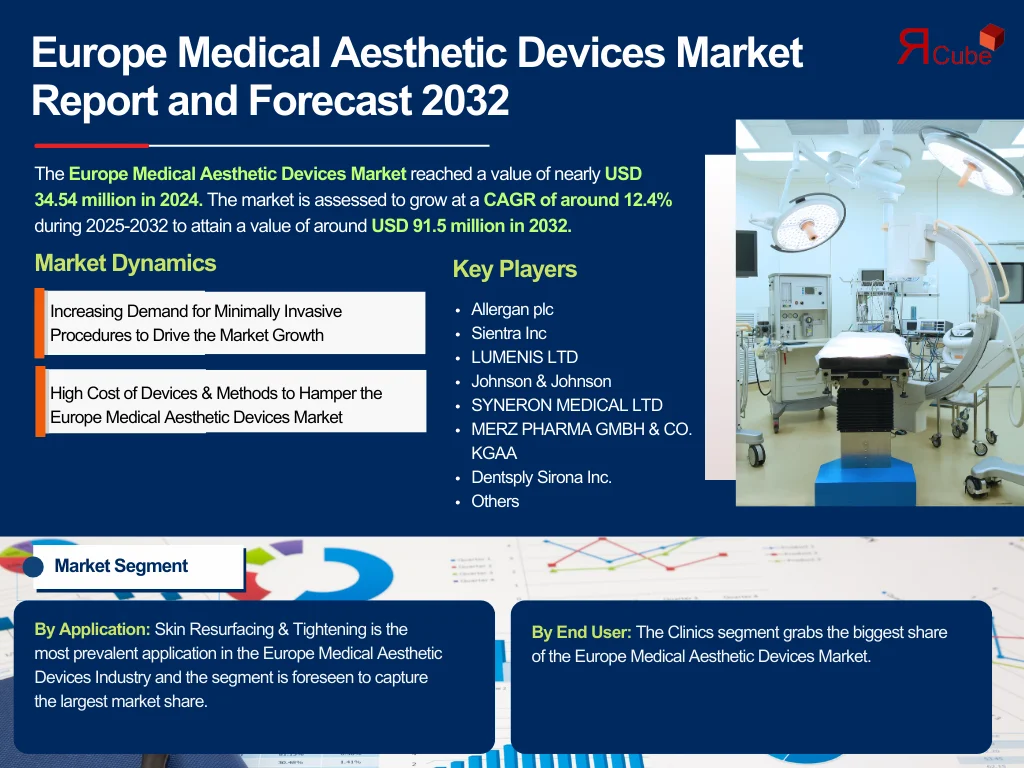 Europe Medical Aesthetic Devices Market
Report and Forecast 2032
Я Cube
The Europe Medical Aesthetic Devices Market reached a value of nearly USD
34.54 million in 2024. The market is assessed to grow at a CAGR of around 12.4%
during 2025-2032 to attain a value of around USD 91.5 million in 2032.
Market Dynamics
Increasing Demand for Minimally Invasive
Procedures to Drive the Market Growth
High Cost of Devices & Methods to Hamper the
Europe Medical Aesthetic Devices Market
Key Players
• Allergan plc
• Sientra Inc
• LUMENIS LTD
• Johnson & Johnson
• SYNERON MEDICAL LTD
• MERZ PHARMA GMBH & CO.
KGAA
• Dentsply Sirona Inc.
• Others
Market Segment
By Application: Skin Resurfacing & Tightening is the
most prevalent application in the Europe Medical Aesthetic
Devices Industry and the segment is foreseen to capture
the largest market share.
By End User: The Clinics segment grabs the biggest share
of the Europe Medical Aesthetic Devices Market.